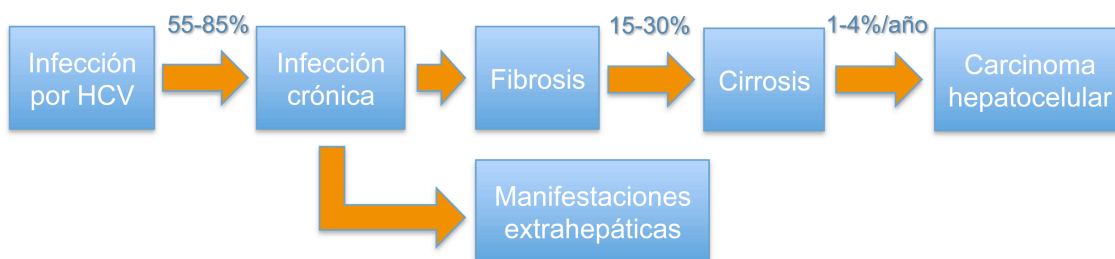 55-85%
15-30%
1-4%/año
Infección
por HCV
Infección
crónica
Fibrosis
Cirrosis
Carcinoma
hepatocelular
Manifestaciones
extrahepáticas